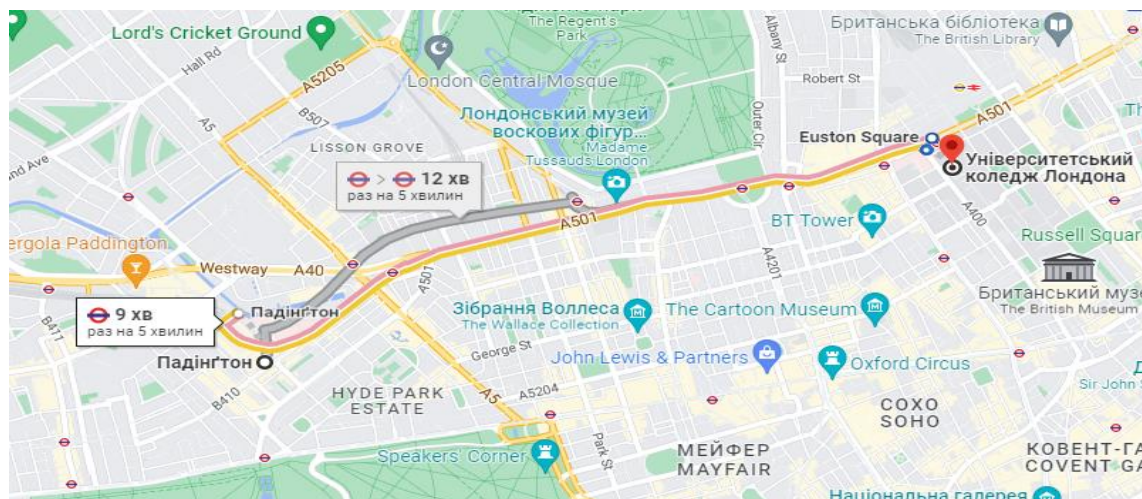 Lord's Cricket Ground
Hall Rd
A5205
London Central Mosque
The Regent's
Park
Albany St
Британська бібліотека
The British Library
Robert St
A5
B507
LISSON GROVE
Лондонський музей
воскових фігур...
Madame
Tussauds London
Outer Cir
Euston Square
A501
Університетський
коледж Лондона
12 хв
раз на 5 хвилин
A501
BT Tower
A400
Russell Squar
Westway
A40
A501
A4201
9 хв
раз на 5 хвилин
Падінґтон
Зібрання Воллеса
The Wallace Collection
The Cartoon Museum
Британський музе
The British Museum
B411
Падінґтон
George St
John Lewis & Partners
Oxford Circus
B410
HYDE PARK
ESTATE
A5
A5204
СОХО
SOHO
Sir John S
Speakers' Corner
Park St
МЕЙФЕР
MAYFAIR
КОВЕНТ-ГА
COVENT GA
Національна галерея